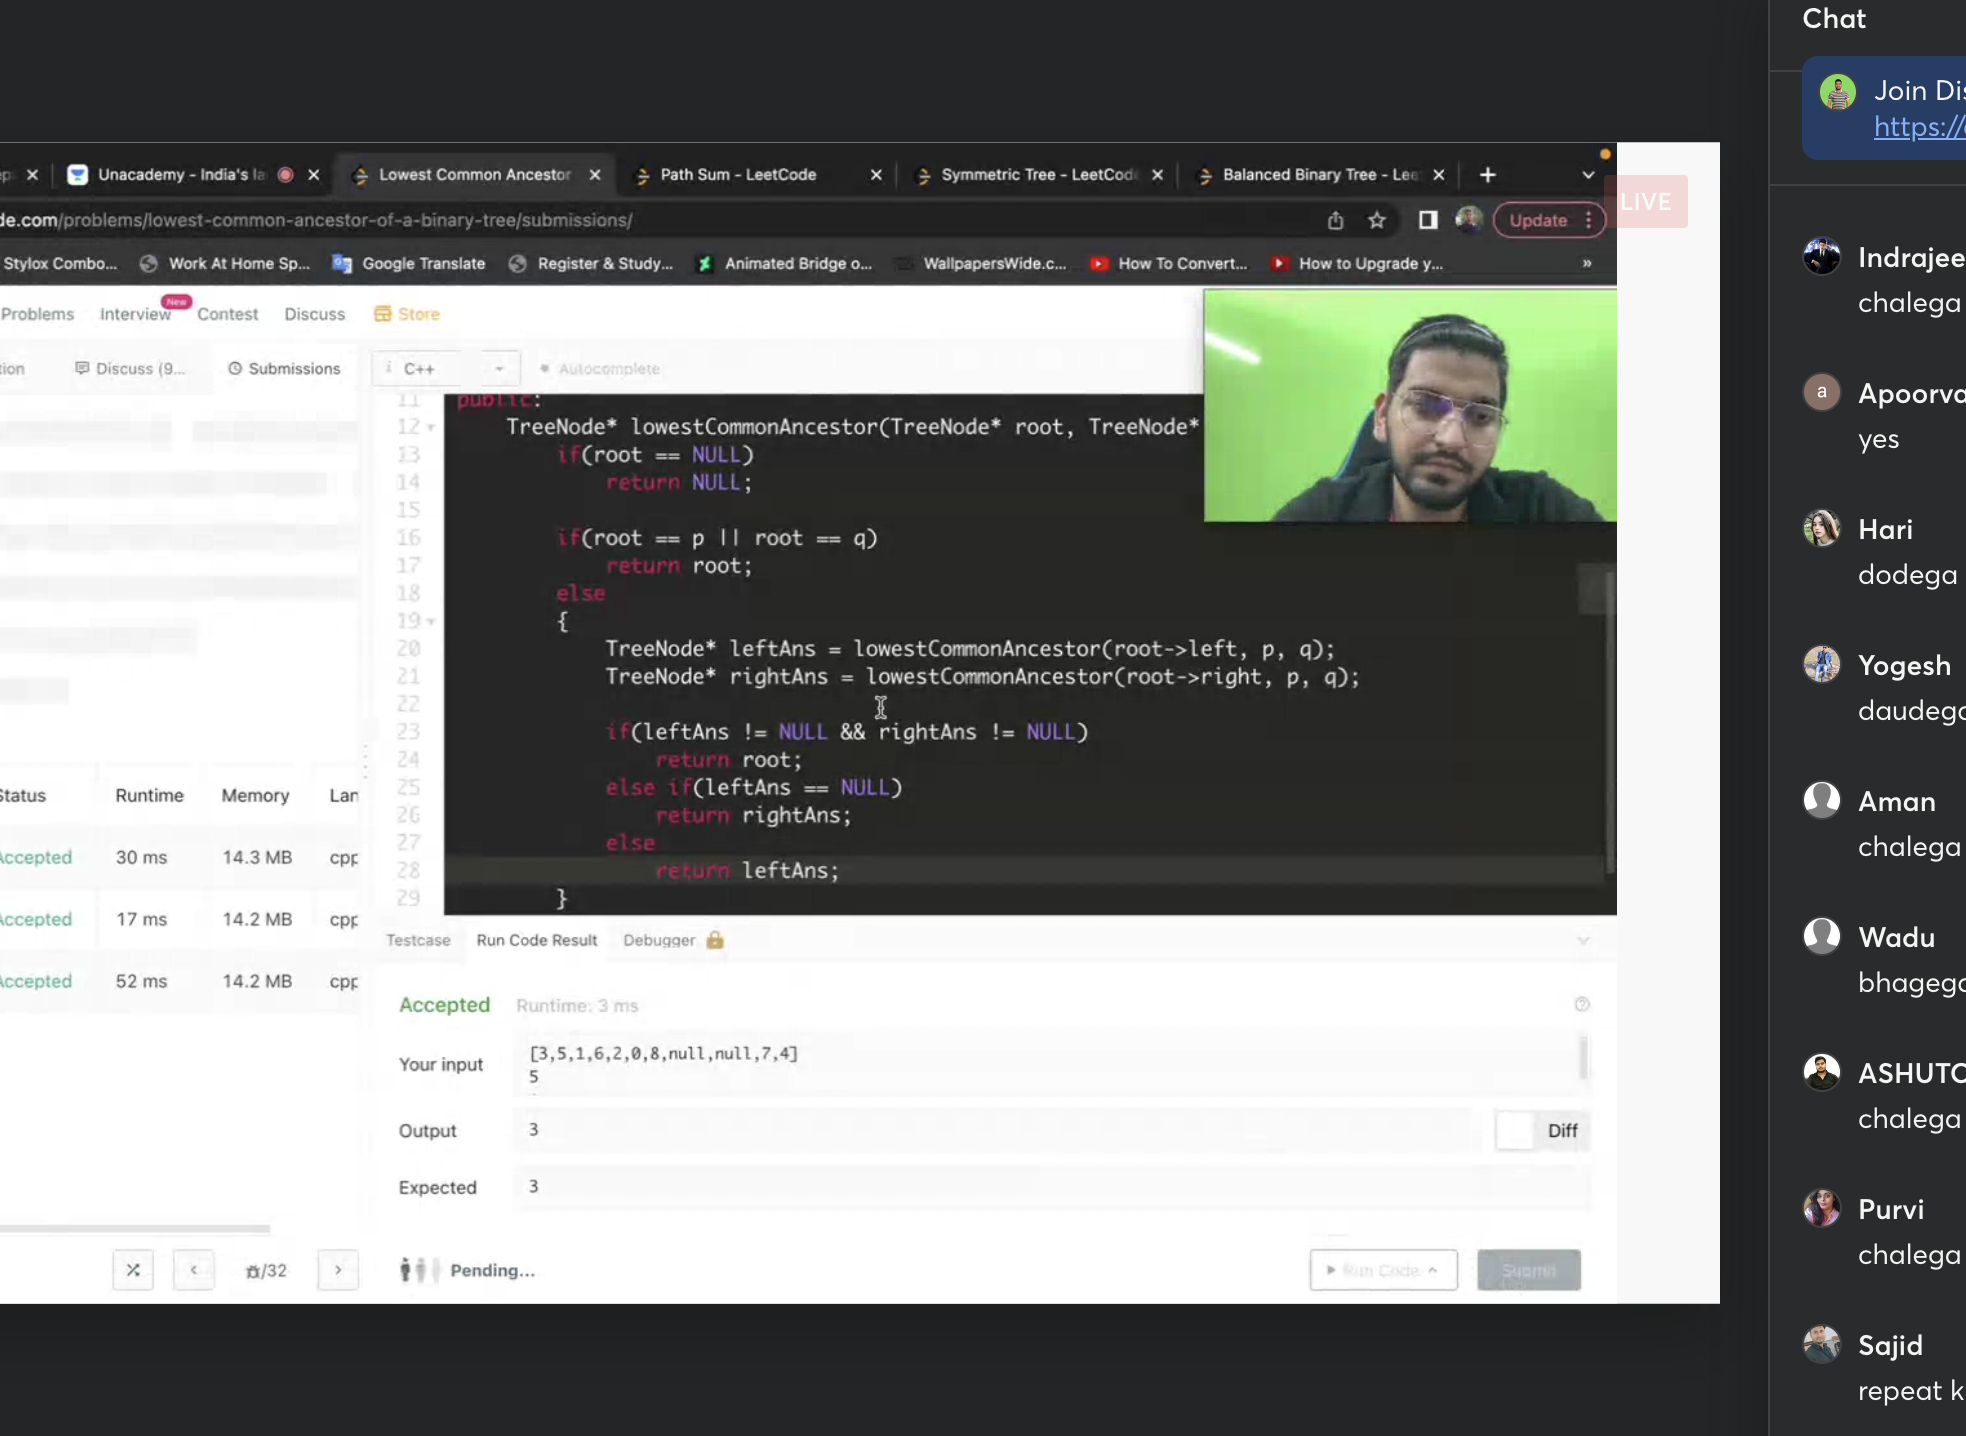 Chat
Join Dis
https://
Unacademy - India's la
Lowest Common Ancestor
Path Sum - LeetCode
Symmetric Tree - LeetCod
Balanced Binary Tree - Lee
LIVE
de.com/problems/lowest-common-ancestor-of-a-binary-tree/submissions/
Update
Stylox Combo...
Work At Home Sp...
Google Translate
Register & Study...
Animated Bridge o...
WallpapersWide.c...
How To Convert...
How to Upgrade y...
»
Problems
Interview
New
Contest
Discuss
Store
tion
Discuss (9...
Submissions
i C++
Autocomplete
11 public:
12 TreeNode* lowestCommonAncestor(TreeNode* root, TreeNode*
13 if(root == NULL)
14 return NULL;
15
16 if(root == p || root == q)
17 return root;
18 else
19 {
20 TreeNode* leftAns = lowestCommonAncestor(root->left, p, q);
21 TreeNode* rightAns = lowestCommonAncestor(root->right, p, q);
22
23 if(leftAns != NULL && rightAns != NULL)
24 return root;
25 else if(leftAns == NULL)
26 return rightAns;
27 else
28 return leftAns;
29 }
Status Runtime Memory Lan
Accepted 30 ms 14.3 MB cpp
Accepted 17 ms 14.2 MB cpp
Accepted 52 ms 14.2 MB cpp
Testcase
Run Code Result
Debugger
Accepted Runtime: 3 ms
Your input
[3,5,1,6,2,0,8,null,null,7,4]
5
Output 3
Diff
Expected 3
/32
Pending...
Run Code
Submit
Indrajee
chalega
a
Apoorva
yes
Hari
dodega
Yogesh
daudega
Aman
chalega
Wadu
bhagega
ASHUTO
chalega
Purvi
chalega
Sajid
repeat k